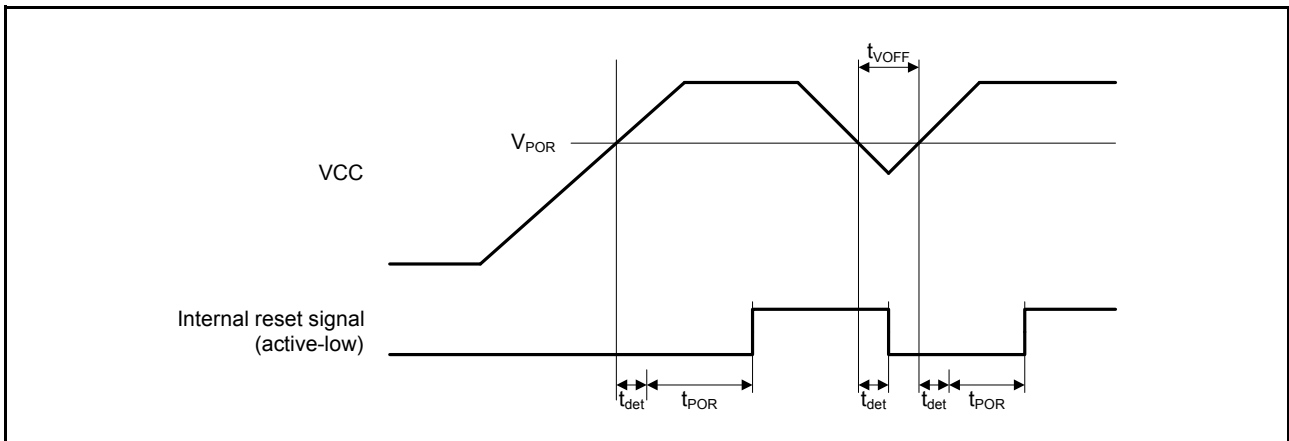 tVOFF
VPOR
VCC
Internal reset signal
(active-low)
tdet
tPOR
tdet
tdet
tPOR